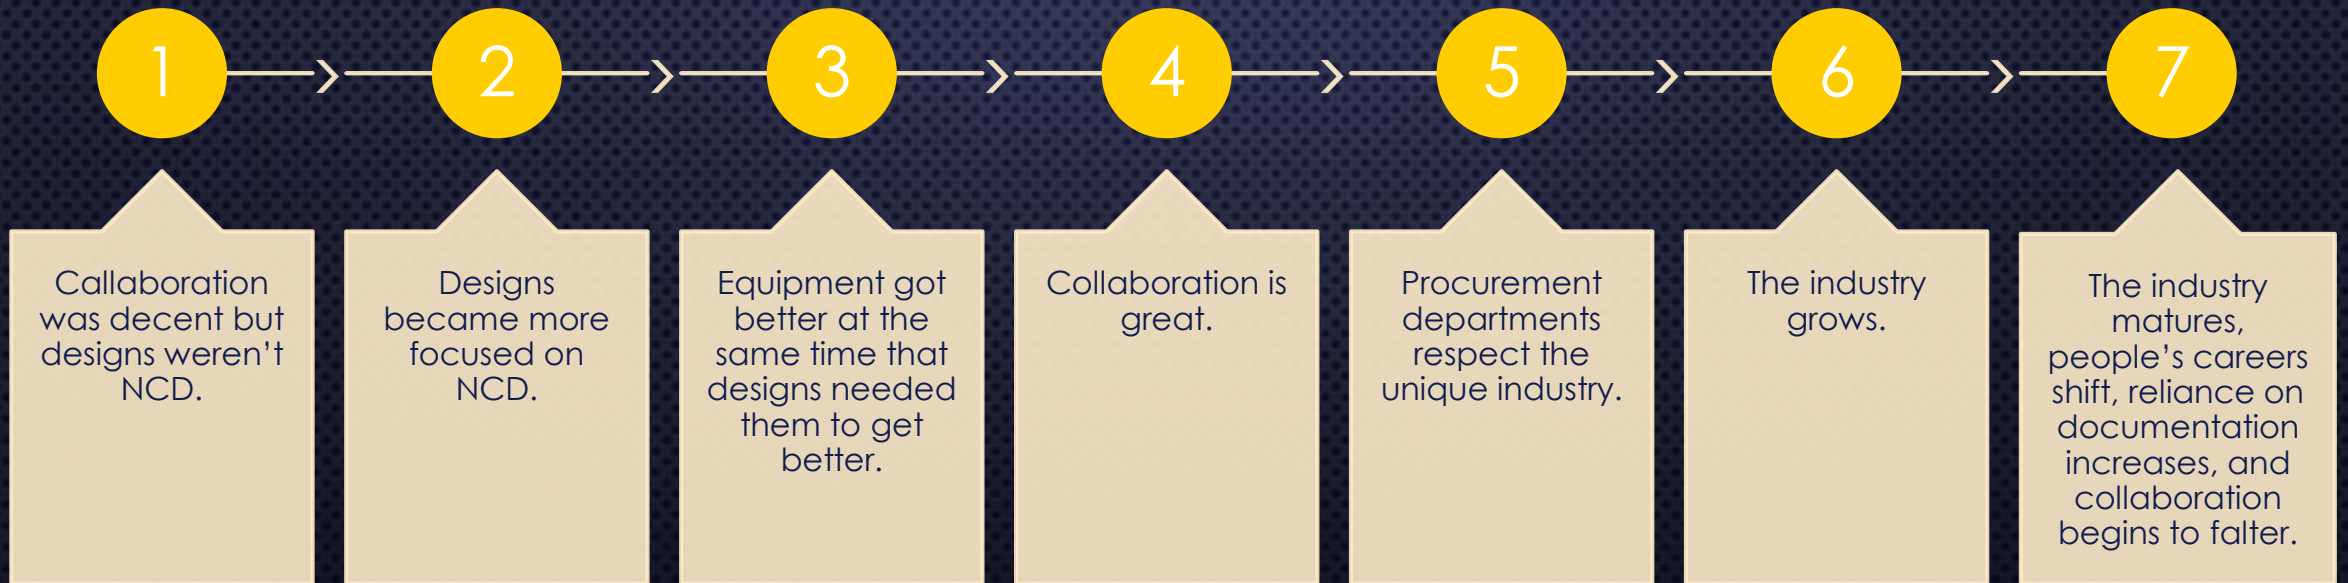 1
2
3
4
5
6
7
Callaboration
was decent but
designs weren’t
NCD.
Designs
became more
focused on
NCD.
Equipment got
better at the
same time that
designs needed
them to get
better.
Collaboration is
great.
Procurement
departments
respect the
unique industry.
The industry
grows.
The industry
matures,
people’s careers
shift, reliance on
documentation
increases, and
collaboration
begins to falter.